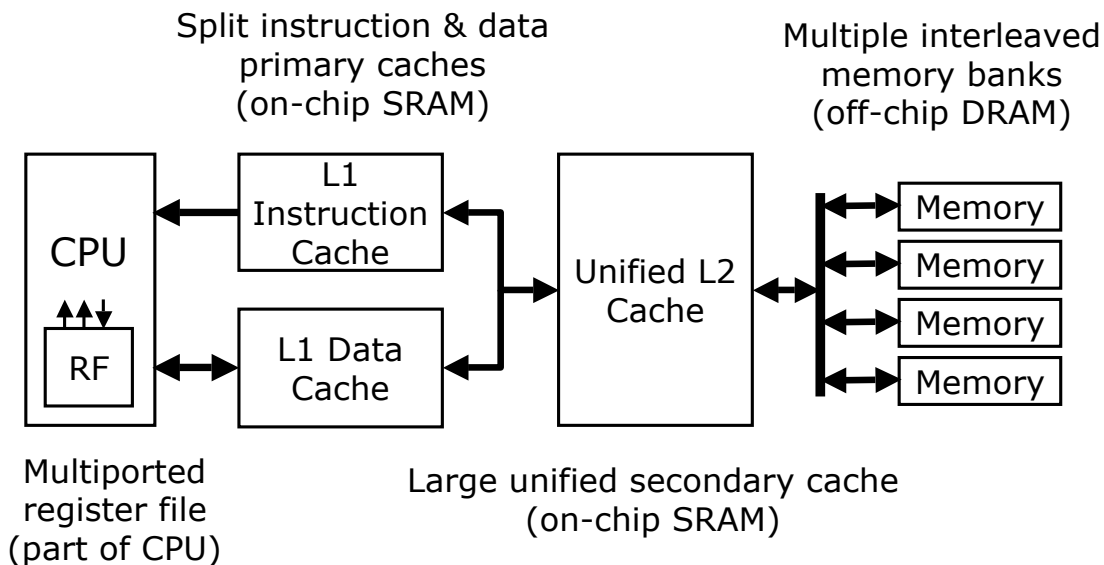 Split instruction & data
primary caches
(on-chip SRAM)
Multiple interleaved
memory banks
(off-chip DRAM)
CPU
RF
L1
Instruction
Cache
L1 Data
Cache
Unified L2
Cache
Memory
Memory
Memory
Memory
Multiported
register file
(part of CPU)
Large unified secondary cache
(on-chip SRAM)